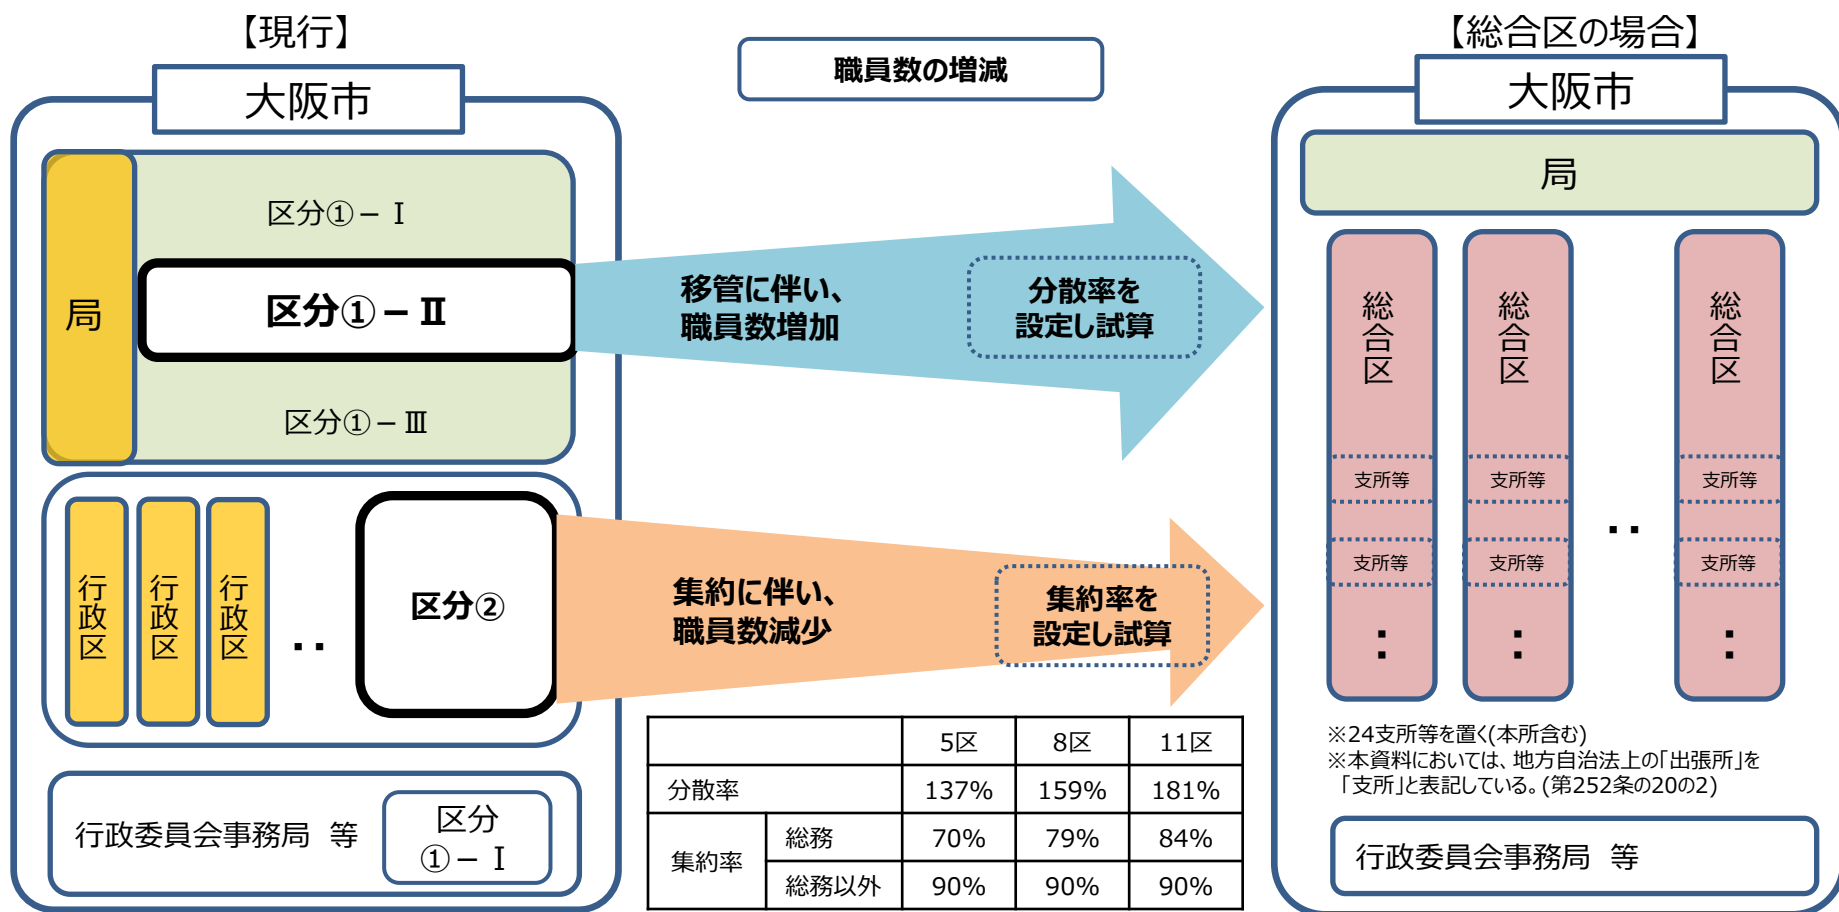 【現行】
大阪市
局
区分①－Ⅰ
区分①－Ⅱ
区分①－Ⅲ
行政区
行政区
行政区
‥
区分②
行政委員会事務局 等
区分
①－Ⅰ
職員数の増減
移管に伴い、
職員数増加
分散率を
設定し試算
集約に伴い、
職員数減少
集約率を
設定し試算
5区 8区 11区
分散率 137% 159% 181%
集約率 総務 70% 79% 84%
総務以外 90% 90% 90%
【総合区の場合】
大阪市
局
総合区
支所等
支所等
：
総合区
支所等
支所等
：
‥
総合区
支所等
支所等
：
※24支所等を置く(本所含む)
※本資料においては、地方自治法上の「出張所」を
「支所」と表記している。(第252条の20の2)
行政委員会事務局 等